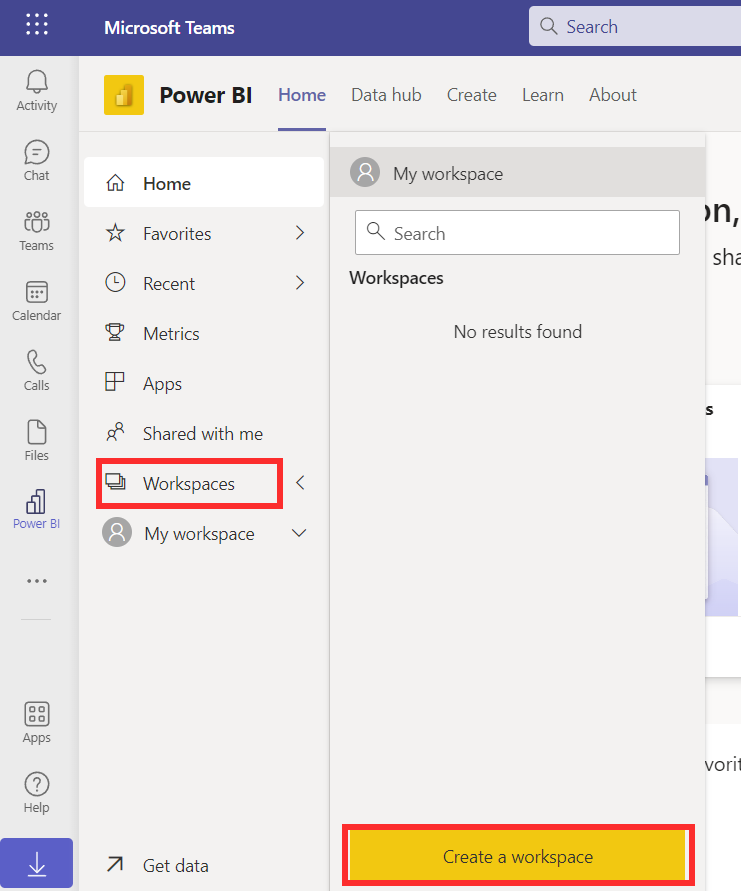 Microsoft Teams
Search
Activity
Chat
Teams
Calendar
Calls
Files
Power BI
Apps
Help
Power BI
Home
Data hub
Create
Learn
About
Home
Favorites
Recent
Metrics
Apps
Shared with me
Workspaces
My workspace
Get data
My workspace
Search
Workspaces
No results found
Create a workspace
on,
sha
s
vorit